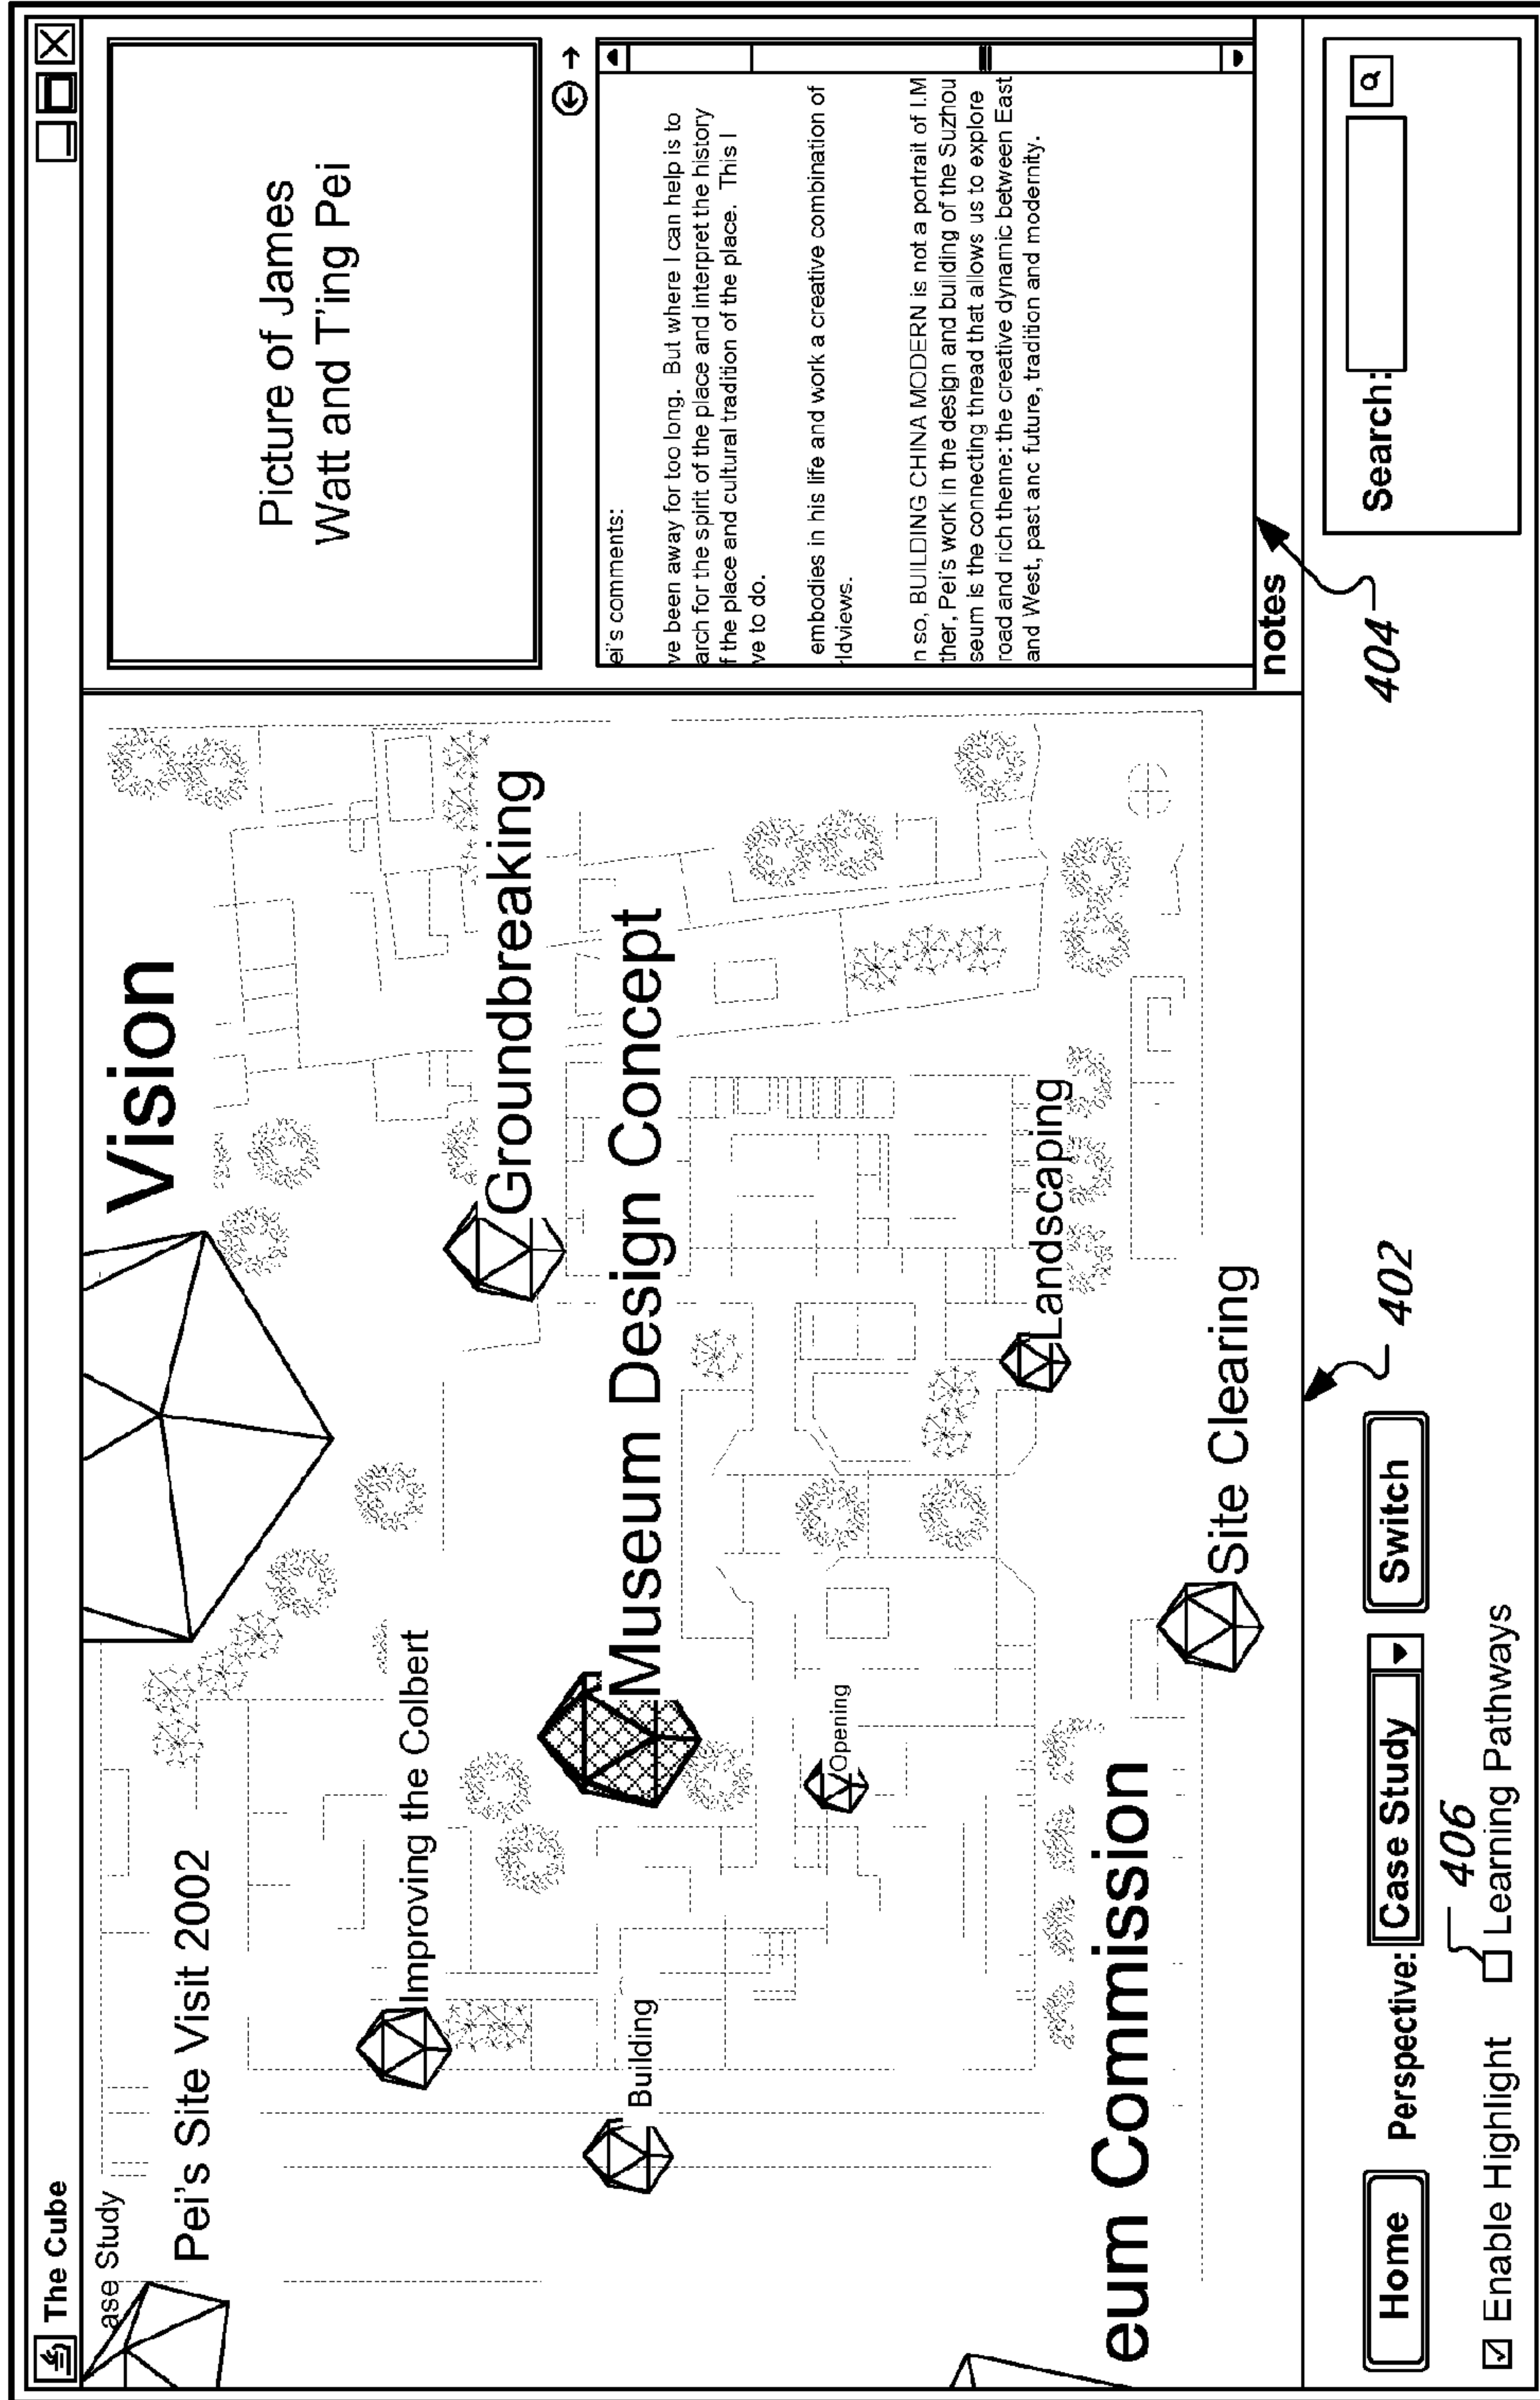 The Cube
ase Study
Pei's Site Visit 2002
Vision
Improving the Colbert
Groundbreaking
Museum Design Concept
Building
Opening
Landscaping
eum Commission
Site Clearing
Picture of James
Watt and T'ing Pei
ei's comments:
ve been away for too long. But where I can help is to
arch for the spirit of the place and interpret the history
f the place and cultural tradition of the place. This I
ve to do.
embodies in his life and work a creative combination of
rldviews.
n so, BUILDING CHINA MODERN is not a portrait of I.M
ther, Pei's work in the design and building of the Suzhou
seum is the connecting thread that allows us to explore
road and rich theme: the creative dynamic between East
and West, past anc future, tradition and modernity.
notes
404
402
Home Perspective: Case Study Switch
Search:
406
Enable Highlight Learning Pathways